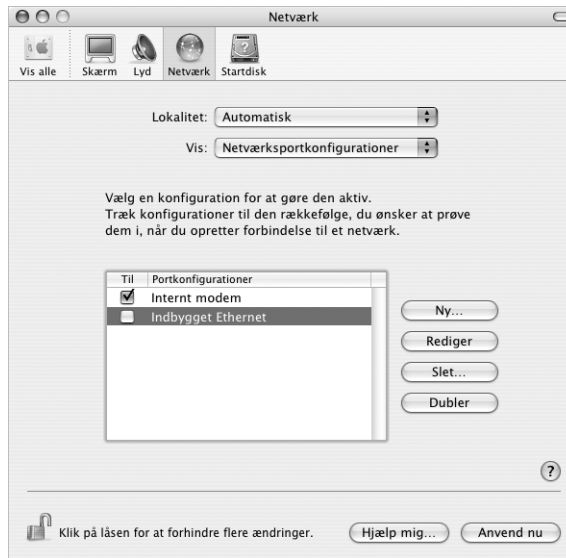 Netværk
Vis alle
Skærm
Lyd
Netværk
Startdisk
Lokalitet: Automatisk
Vis: Netværksportkonfigurationer
Vælg en konfiguration for at gøre den aktiv.
Træk konfigurationer til den rækkefølge, du ønsker at prøve
dem i, når du opretter forbindelse til et netværk.
Til Portkonfigurationer
Internt modem
Indbygget Ethernet
Ny...
Rediger
Slet...
Dubler
?
Klik på låsen for at forhindre flere ændringer.
Hjælp mig...
Anvend nu